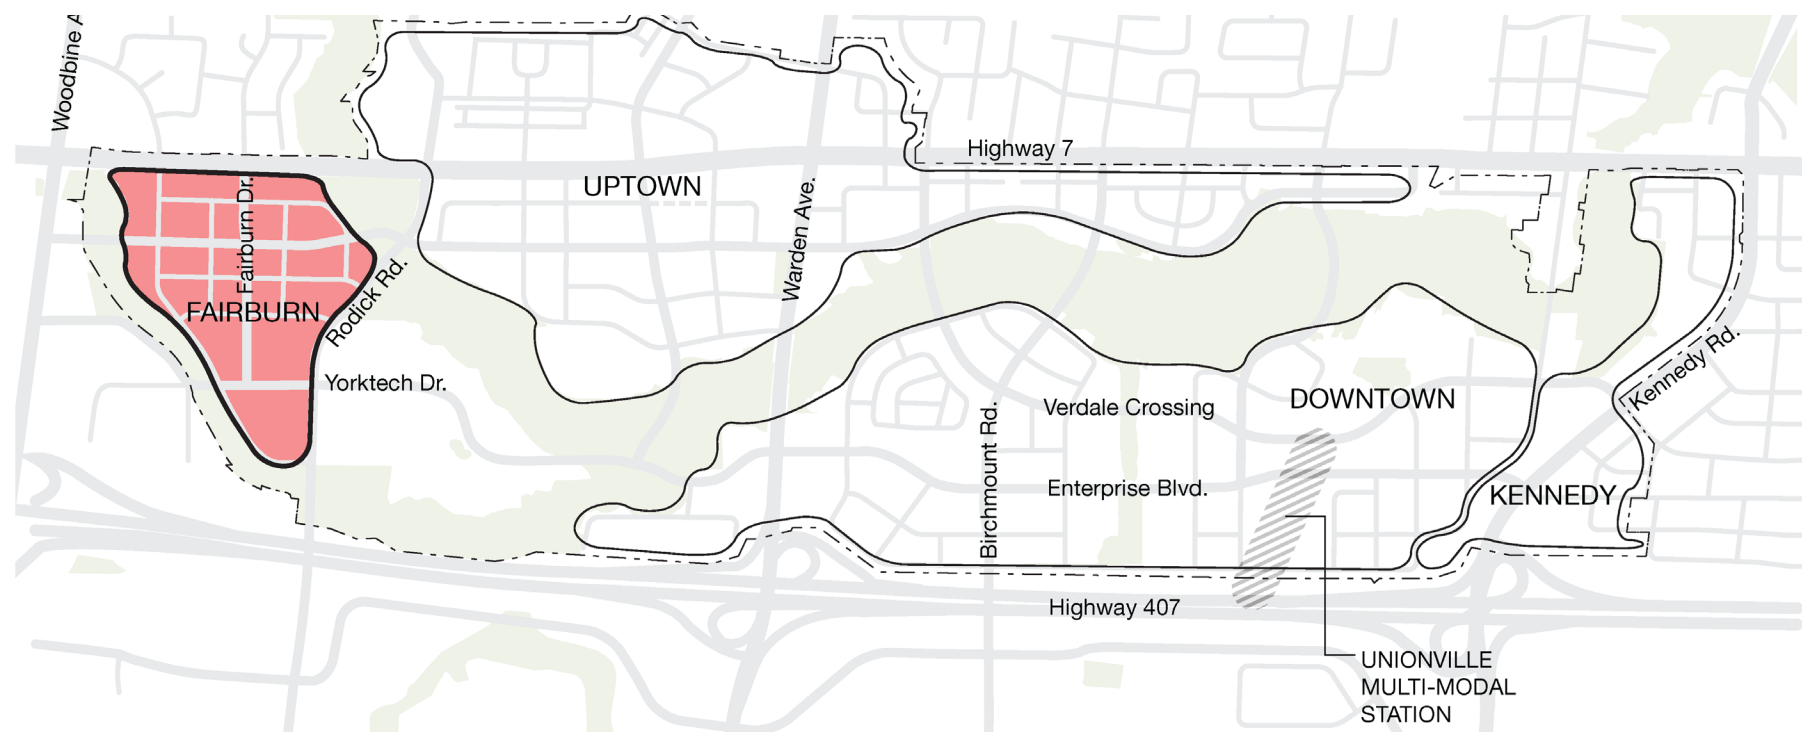 Woodbine A
Highway 7
UPTOWN
Fairburn Dr.
Warden Ave.
FAIRBURN
Rodick Rd.
Yorktech Dr.
Kennedy Rd.
DOWNTOWN
Verdale Crossing
Birchmount Rd.
Enterprise Blvd.
KENNEDY
Highway 407
UNIONVILLE
MULTI-MODAL
STATION